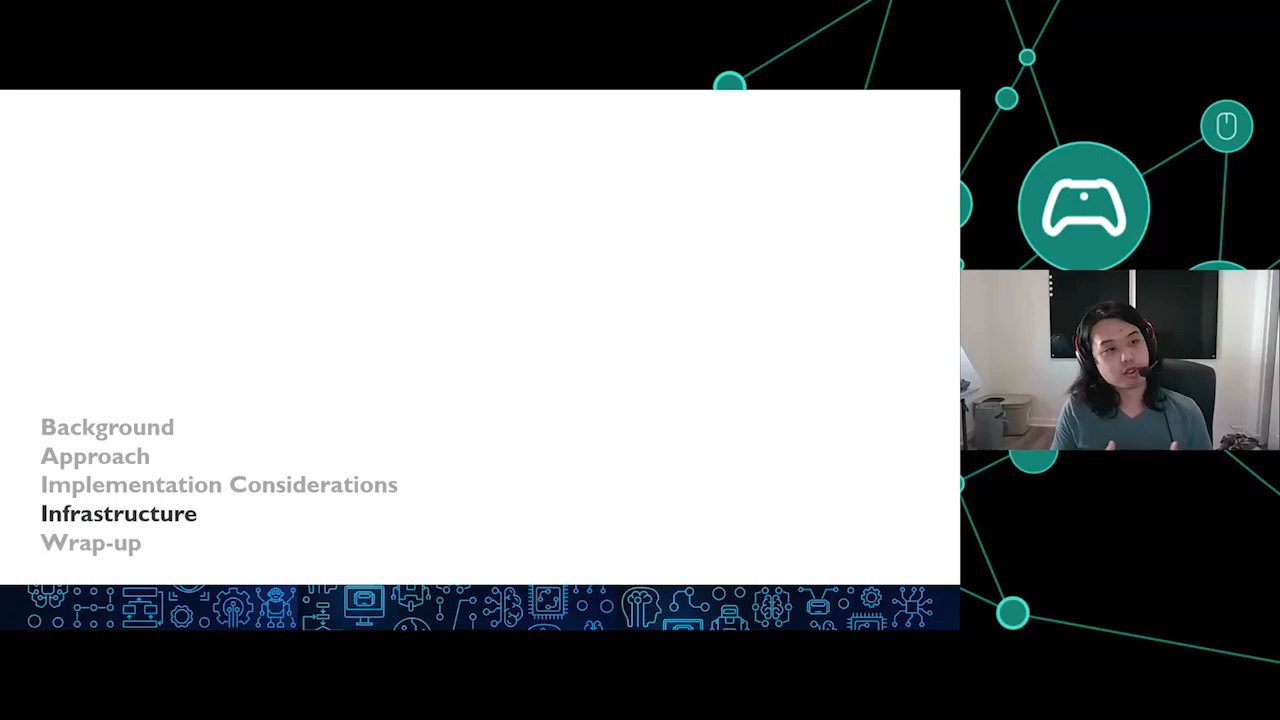 Background
Approach
Implementation Considerations
Infrastructure
Wrap-up